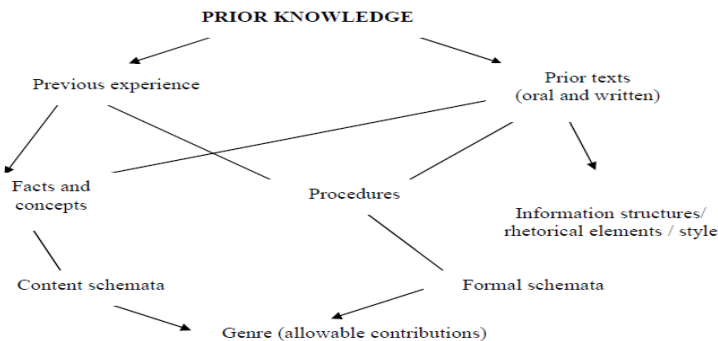 PRIOR KNOWLEDGE
Previous experience
Prior texts
(oral and written)
Facts and
concepts
Procedures
Information structures/
rhetorical elements / style
Content schemata
Formal schemata
Genre (allowable contributions)